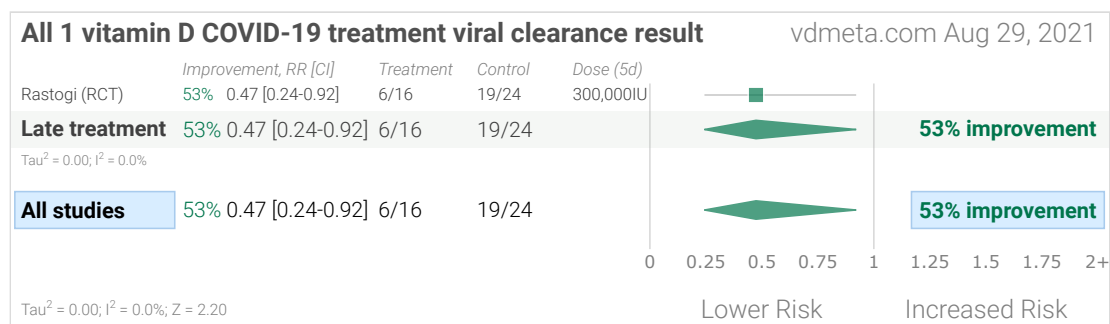 All 1 vitamin D COVID-19 treatment viral clearance result vdmeta.com Aug 29, 2021
Improvement, RR [CI] Treatment Control Dose (5d)
Rastogi (RCT) 53% 0.47 [0.24-0.92] 6/16 19/24 300,000IU
Late treatment 53% 0.47 [0.24-0.92] 6/16 19/24 53% improvement
Tau² = 0.00; I² = 0.0%
All studies 53% 0.47 [0.24-0.92] 6/16 19/24 53% improvement
0 0.25 0.5 0.75 1 1.25 1.5 1.75 2+
Tau² = 0.00; I² = 0.0%; Z = 2.20 Lower Risk Increased Risk